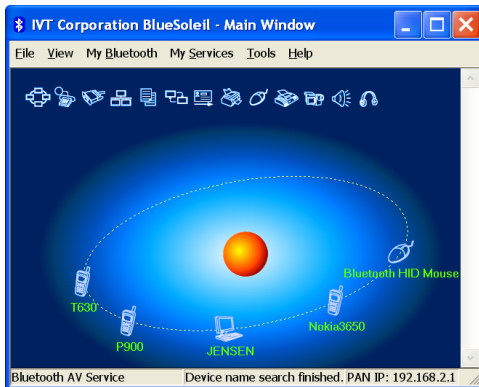 IVT Corporation BlueSoleil - Main Window
File View My Bluetooth My Services Tools Help
Bluetooth HID Mouse
T630
Nokia3650
P900
JENSEN
Bluetooth AV Service Device name search finished. PAN IP: 192.168.2.1